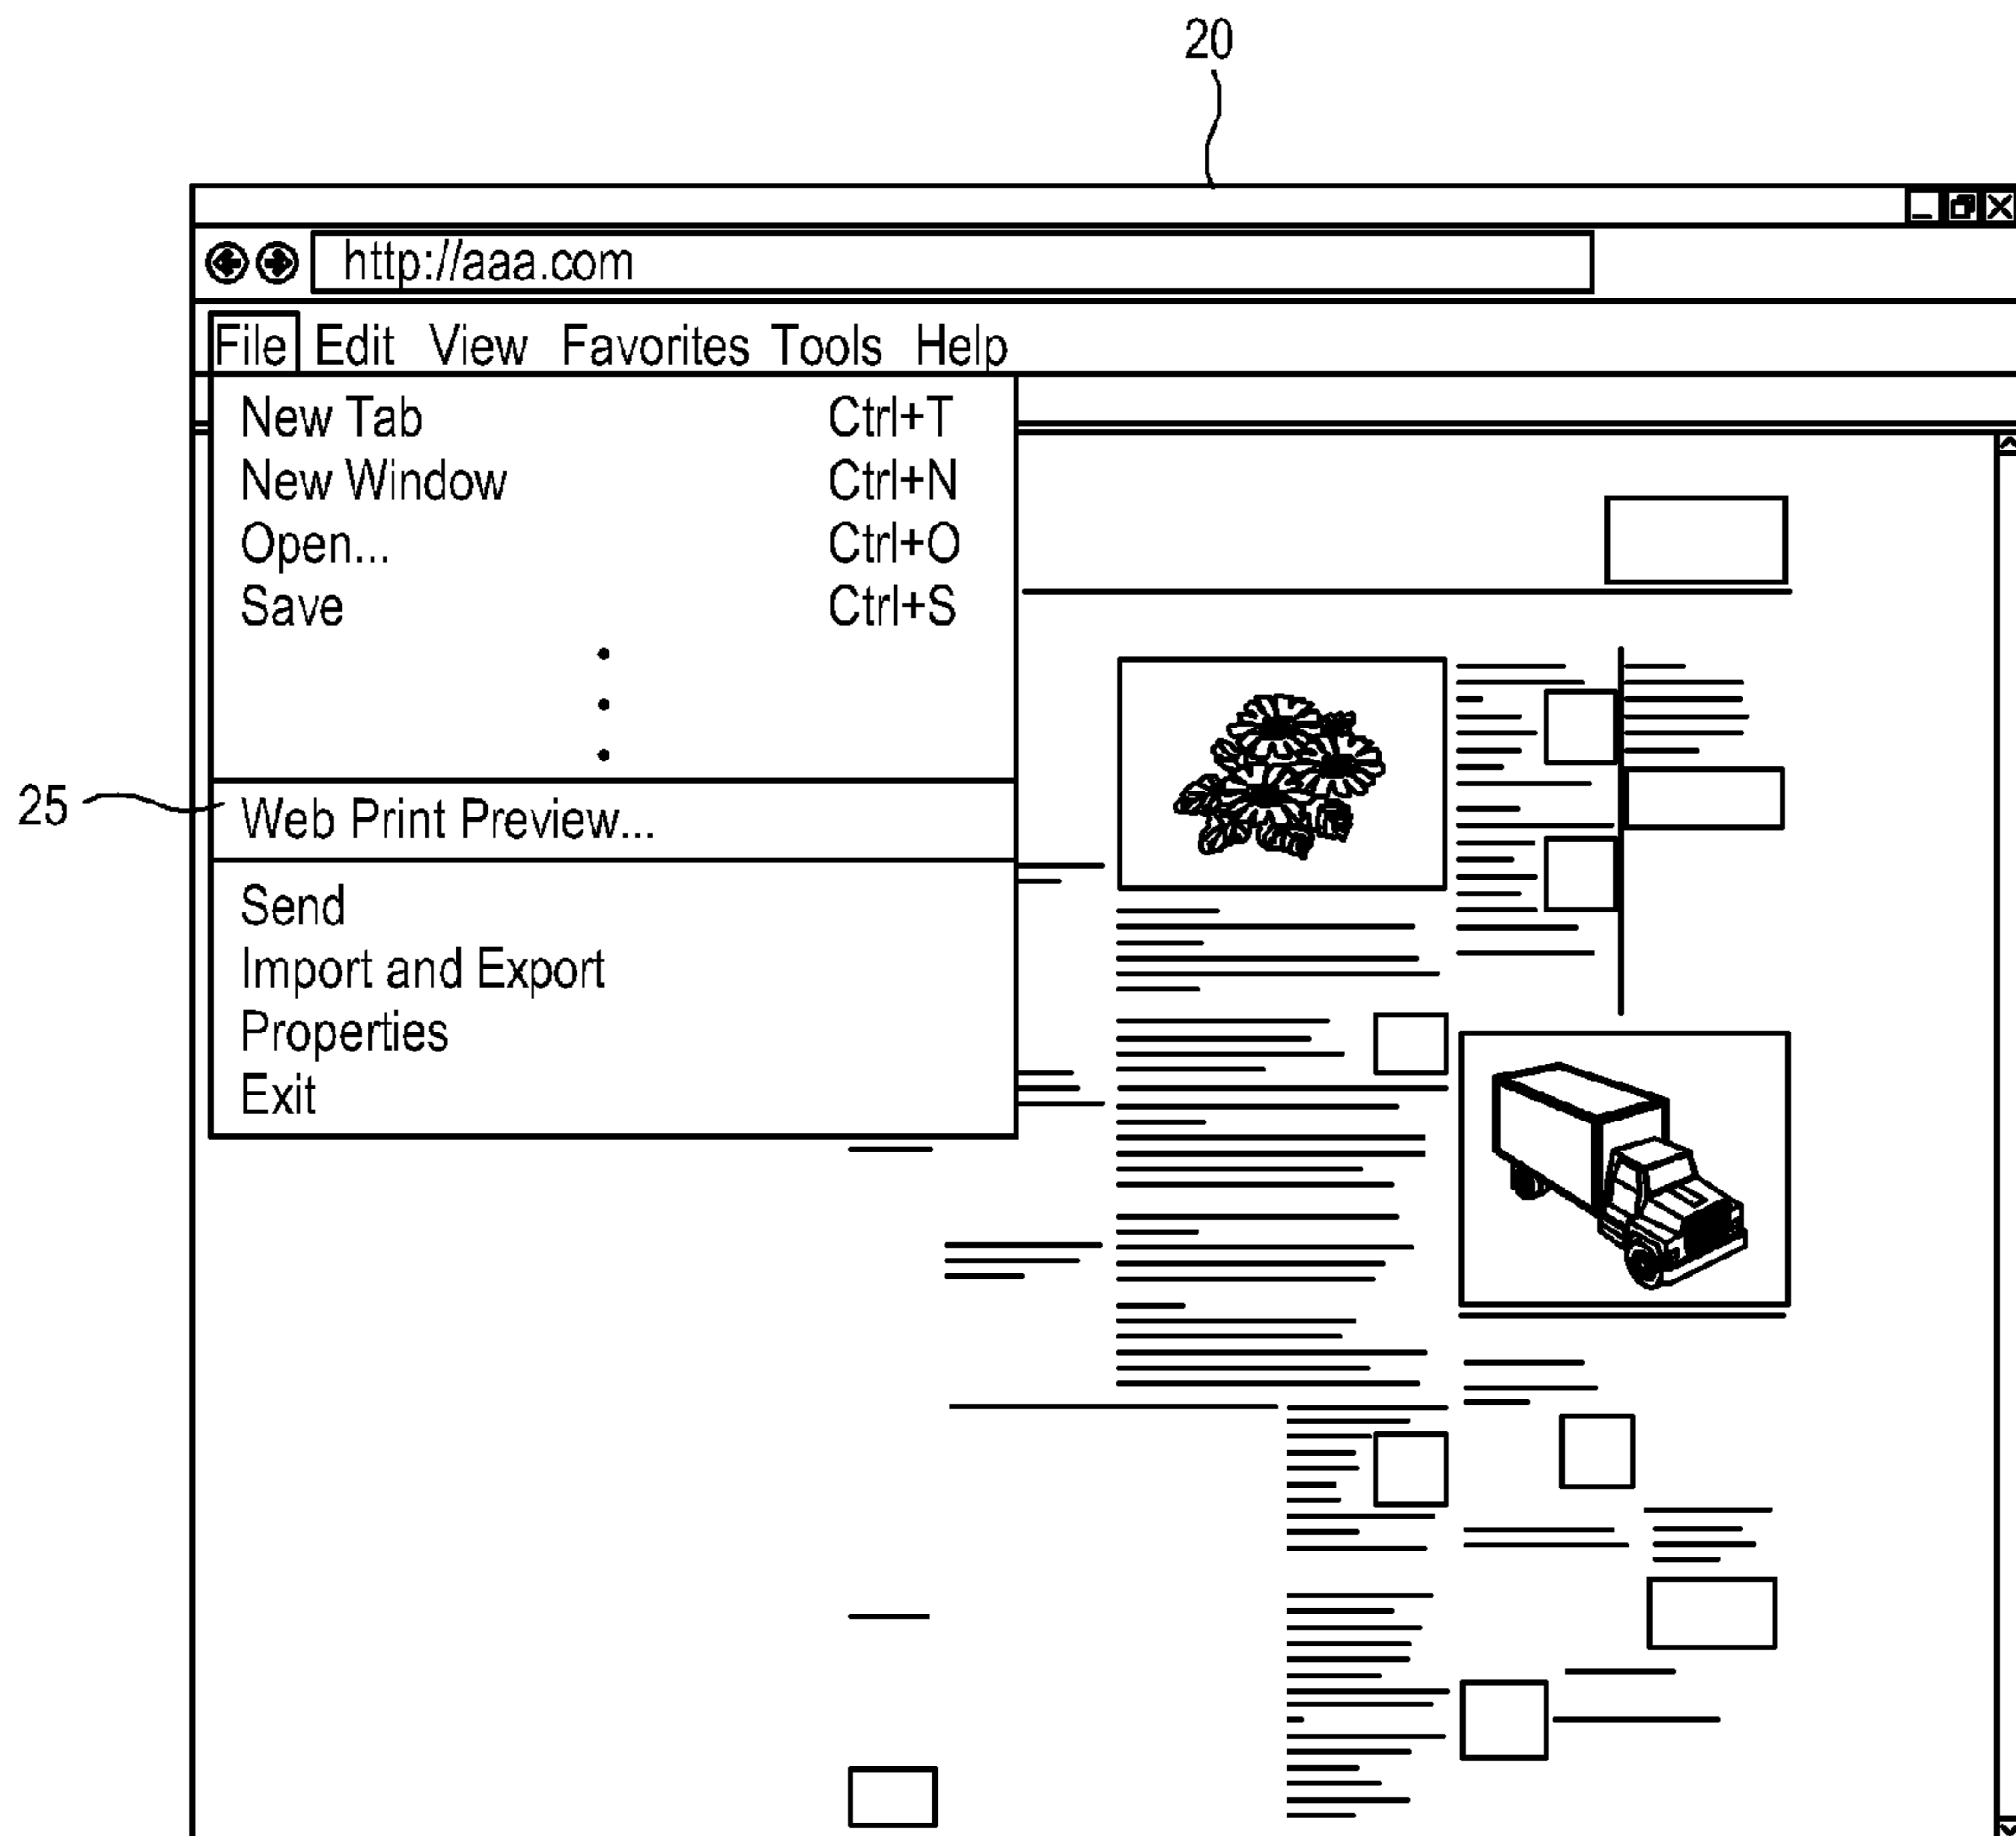 20
http://aaa.com
File Edit View Favorites Tools Help
New Tab Ctrl+T
New Window Ctrl+N
Open... Ctrl+O
Save Ctrl+S
25
Web Print Preview...
Send
Import and Export
Properties
Exit